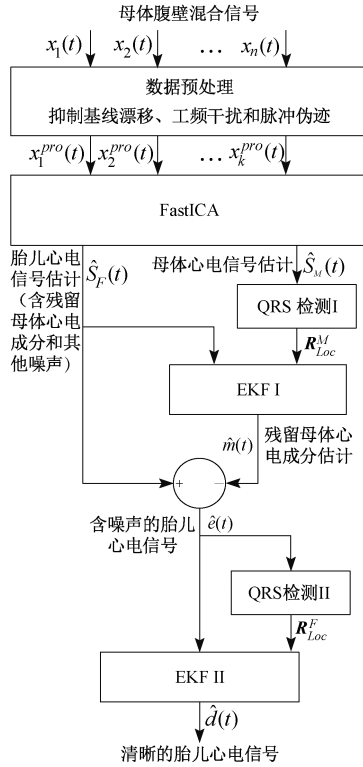 母体腹壁混合信号
x₁(t) x₂(t) … xₙ(t)
数据预处理
抑制基线漂移、工频干扰和脉冲伪迹
x₁ᵖʳᵒ(t) x₂ᵖʳᵒ(t) … xₖᵖʳᵒ(t)
FastICA
胎儿心电
信号估计
（含残留
母体心电
成分和其
他噪声）
Ŝ_F(t)
母体心电信号估计
Ŝ_M(t)
QRS 检测I
R_Loc^M
EKF I
m̂(t)
残留母体心
电成分估计
+ −
含噪声的胎儿
心电信号
ê(t)
QRS检测II
R_Loc^F
EKF II
d̂(t)
清晰的胎儿心电信号